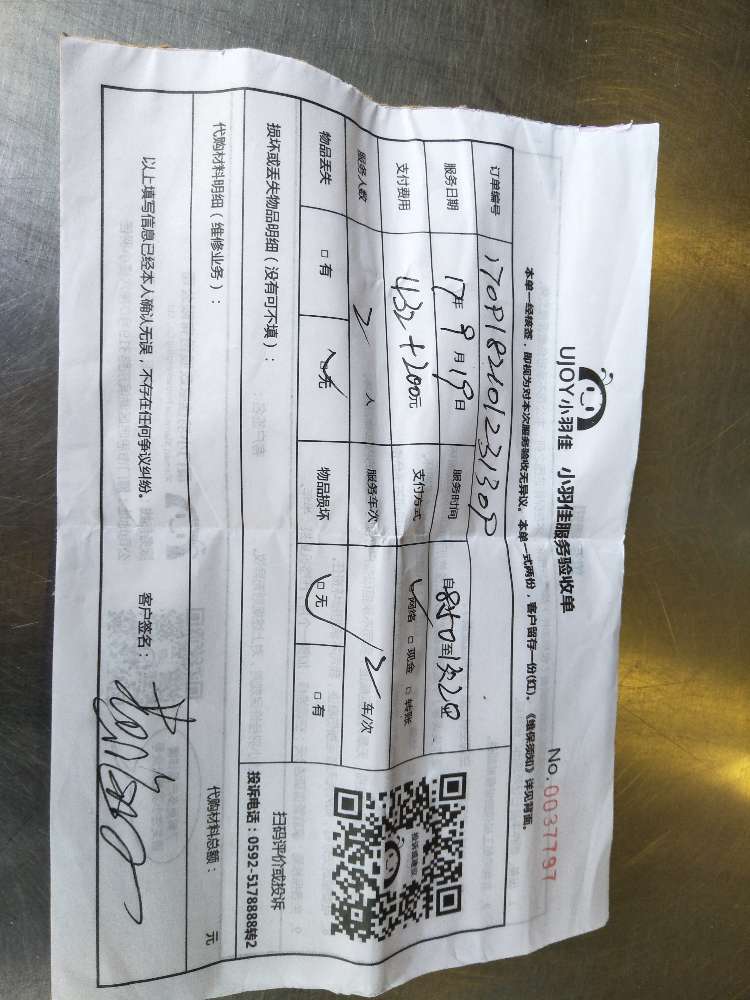 UJOY小羽佳 小羽佳服务验收单
No.0037797
本单一经接签，即视为对本次服务验收无异议。本单一式两份，客户留存一份(红)。《维保须知》详见背面。
订单编号
服务日期 17年 9月 19日 服务时间 自850至1320
支付费用 432+200元 支付方式 网络 □现金 □转账
服务人数 2人 服务车次 2 车/次
物品丢失 □有 □无 物品损坏 □无 □有
损坏或丢失物品明细（没有可不填）：
扫码评价或投诉
投诉电话：0592-5178888转2
代购材料明细（维修业务）： 代购材料总额： 元
以上填写信息已经本人确认无误，不存在任何争议纠纷。 客户签名：